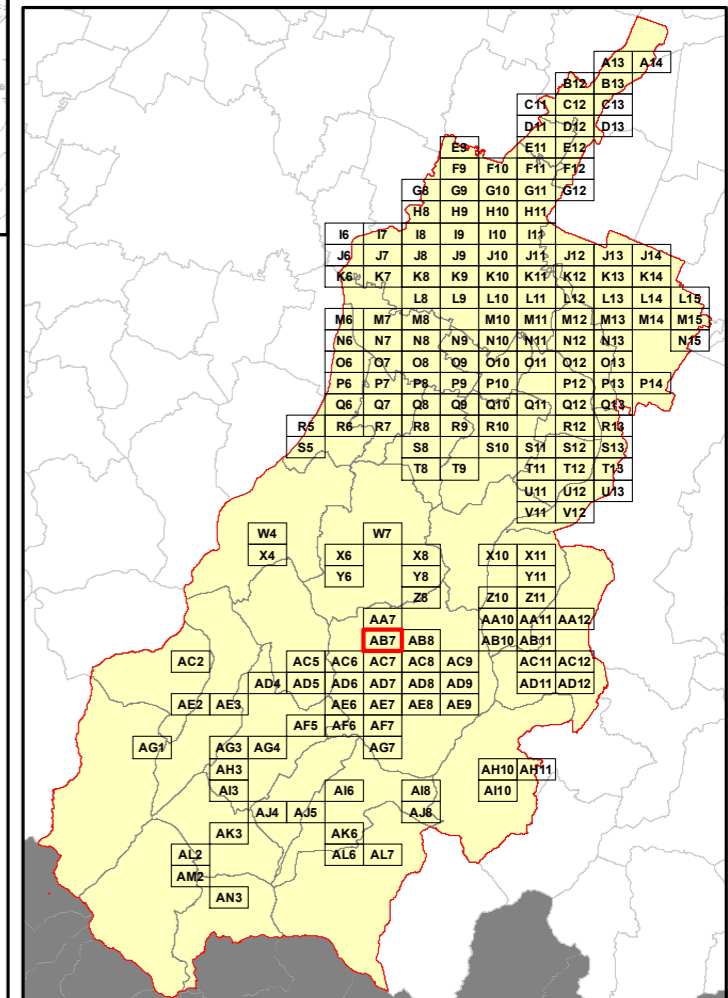 A13 A14
B12 B13
C11 C12 C13
D11 D12 D13
E9 E11 E12
F9 F10 F11 F12
G8 G9 G10 G11 G12
H8 H9 H10 H11
I6 I7 I8 I9 I10 I11
J6 J7 J8 J9 J10 J11 J12 J13 J14
K6 K7 K8 K9 K10 K11 K12 K13 K14
L8 L9 L10 L11 L12 L13 L14 L15
M6 M7 M8 M10 M11 M12 M13 M14 M15
N6 N7 N8 N9 N10 N11 N12 N13 N15
O6 O7 O8 O9 O10 O11 O12 O13
P6 P7 P8 P9 P10 P12 P13 P14
Q6 Q7 Q8 Q9 Q10 Q11 Q12 Q13
R5 R6 R7 R8 R9 R10 R12 R13
S5 S8 S10 S11 S12 S13
T8 T9 T11 T12 T13
U11 U12 U13
V11 V12
W4 W7
X4 X6 X8 X10 X11
Y6 Y8 Y11
Z8 Z10 Z11
AA7 AA10 AA11 AA12
AB7 AB8 AB10 AB11
AC2 AC5 AC6 AC7 AC8 AC9 AC11 AC12
AD4 AD5 AD6 AD7 AD8 AD9 AD11 AD12
AE2 AE3 AE6 AE7 AE8 AE9
AF5 AF6 AF7
AG1 AG3 AG4 AG7
AH3 AH10 AH11
AI3 AI6 AI8 AI10
AJ4 AJ5 AJ8
AK3 AK6
AL2 AL6 AL7
AM2
AN3